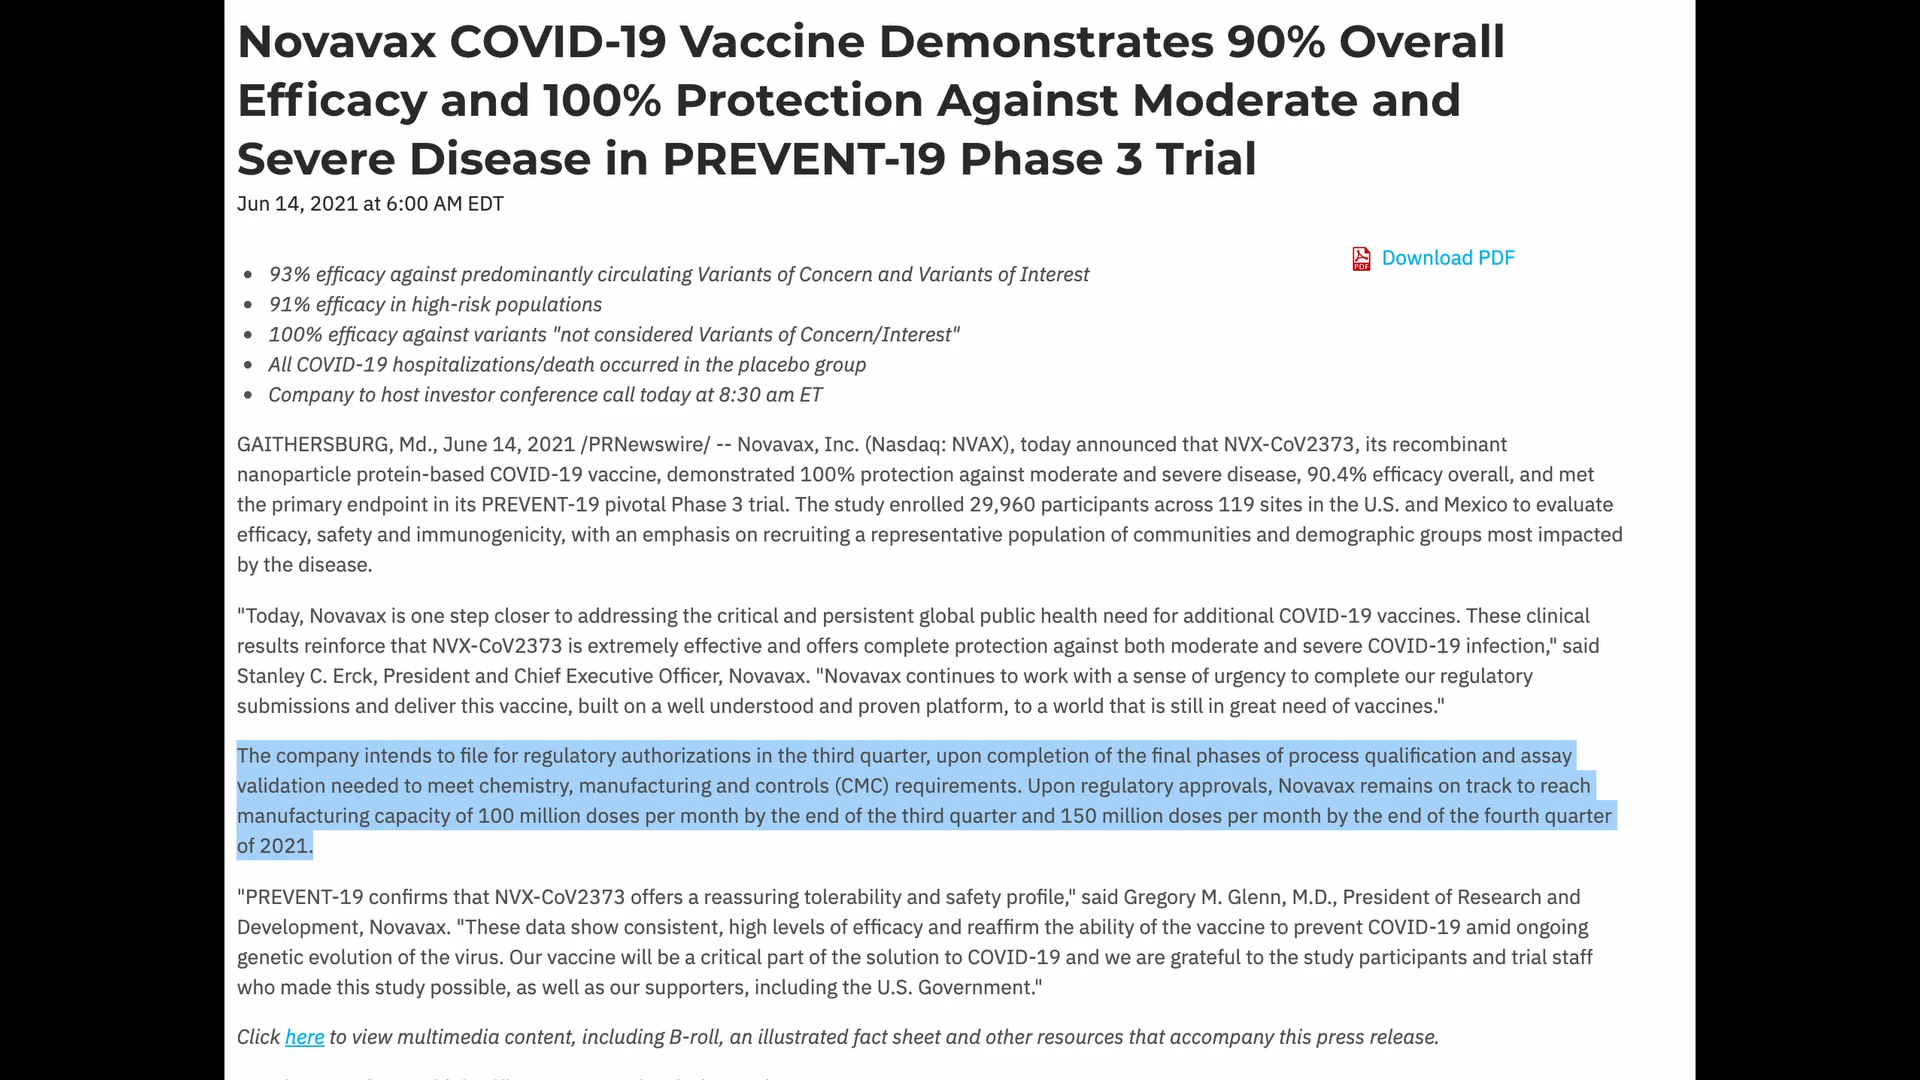 Novavax COVID-19 Vaccine Demonstrates 90% Overall
Efficacy and 100% Protection Against Moderate and
Severe Disease in PREVENT-19 Phase 3 Trial
Jun 14, 2021 at 6:00 AM EDT
Download PDF
• 93% efficacy against predominantly circulating Variants of Concern and Variants of Interest
• 91% efficacy in high-risk populations
• 100% efficacy against variants "not considered Variants of Concern/Interest"
• All COVID-19 hospitalizations/death occurred in the placebo group
• Company to host investor conference call today at 8:30 am ET
GAITHERSBURG, Md., June 14, 2021 /PRNewswire/ -- Novavax, Inc. (Nasdaq: NVAX), today announced that NVX-CoV2373, its recombinant
nanoparticle protein-based COVID-19 vaccine, demonstrated 100% protection against moderate and severe disease, 90.4% efficacy overall, and met
the primary endpoint in its PREVENT-19 pivotal Phase 3 trial. The study enrolled 29,960 participants across 119 sites in the U.S. and Mexico to evaluate
efficacy, safety and immunogenicity, with an emphasis on recruiting a representative population of communities and demographic groups most impacted
by the disease.
"Today, Novavax is one step closer to addressing the critical and persistent global public health need for additional COVID-19 vaccines. These clinical
results reinforce that NVX-CoV2373 is extremely effective and offers complete protection against both moderate and severe COVID-19 infection," said
Stanley C. Erck, President and Chief Executive Officer, Novavax. "Novavax continues to work with a sense of urgency to complete our regulatory
submissions and deliver this vaccine, built on a well understood and proven platform, to a world that is still in great need of vaccines."
The company intends to file for regulatory authorizations in the third quarter, upon completion of the final phases of process qualification and assay
validation needed to meet chemistry, manufacturing and controls (CMC) requirements. Upon regulatory approvals, Novavax remains on track to reach
manufacturing capacity of 100 million doses per month by the end of the third quarter and 150 million doses per month by the end of the fourth quarter
of 2021.
"PREVENT-19 confirms that NVX-CoV2373 offers a reassuring tolerability and safety profile," said Gregory M. Glenn, M.D., President of Research and
Development, Novavax. "These data show consistent, high levels of efficacy and reaffirm the ability of the vaccine to prevent COVID-19 amid ongoing
genetic evolution of the virus. Our vaccine will be a critical part of the solution to COVID-19 and we are grateful to the study participants and trial staff
who made this study possible, as well as our supporters, including the U.S. Government."
Click here to view multimedia content, including B-roll, an illustrated fact sheet and other resources that accompany this press release.